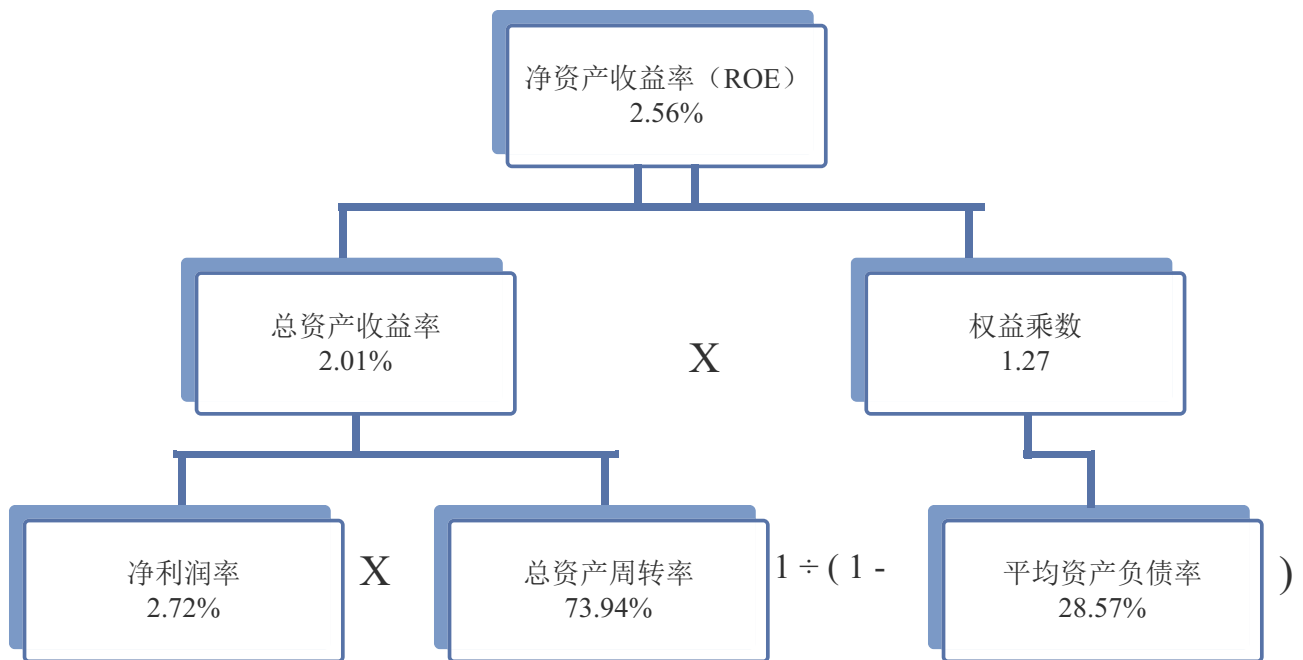 净资产收益率（ROE）
2.56%
总资产收益率
2.01%
X
权益乘数
1.27
净利润率
2.72%
X
总资产周转率
73.94%
1 ÷ ( 1 -
平均资产负债率
28.57%
)